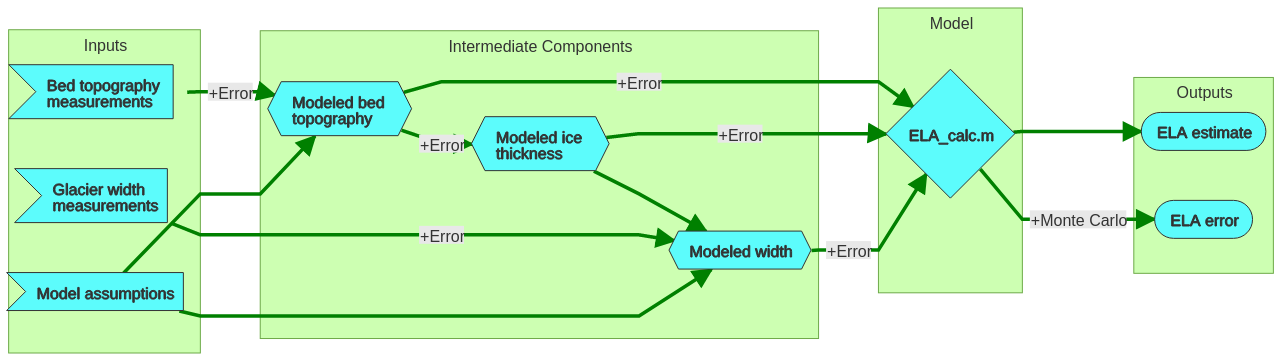 Inputs
Bed topography
measurements
Glacier width
measurements
Model assumptions
+Error
Intermediate Components
Modeled bed
topography
+Error
+Error
Modeled ice
thickness
+Error
+Error
Modeled width
+Error
Model
ELA_calc.m
+Monte Carlo
Outputs
ELA estimate
ELA error